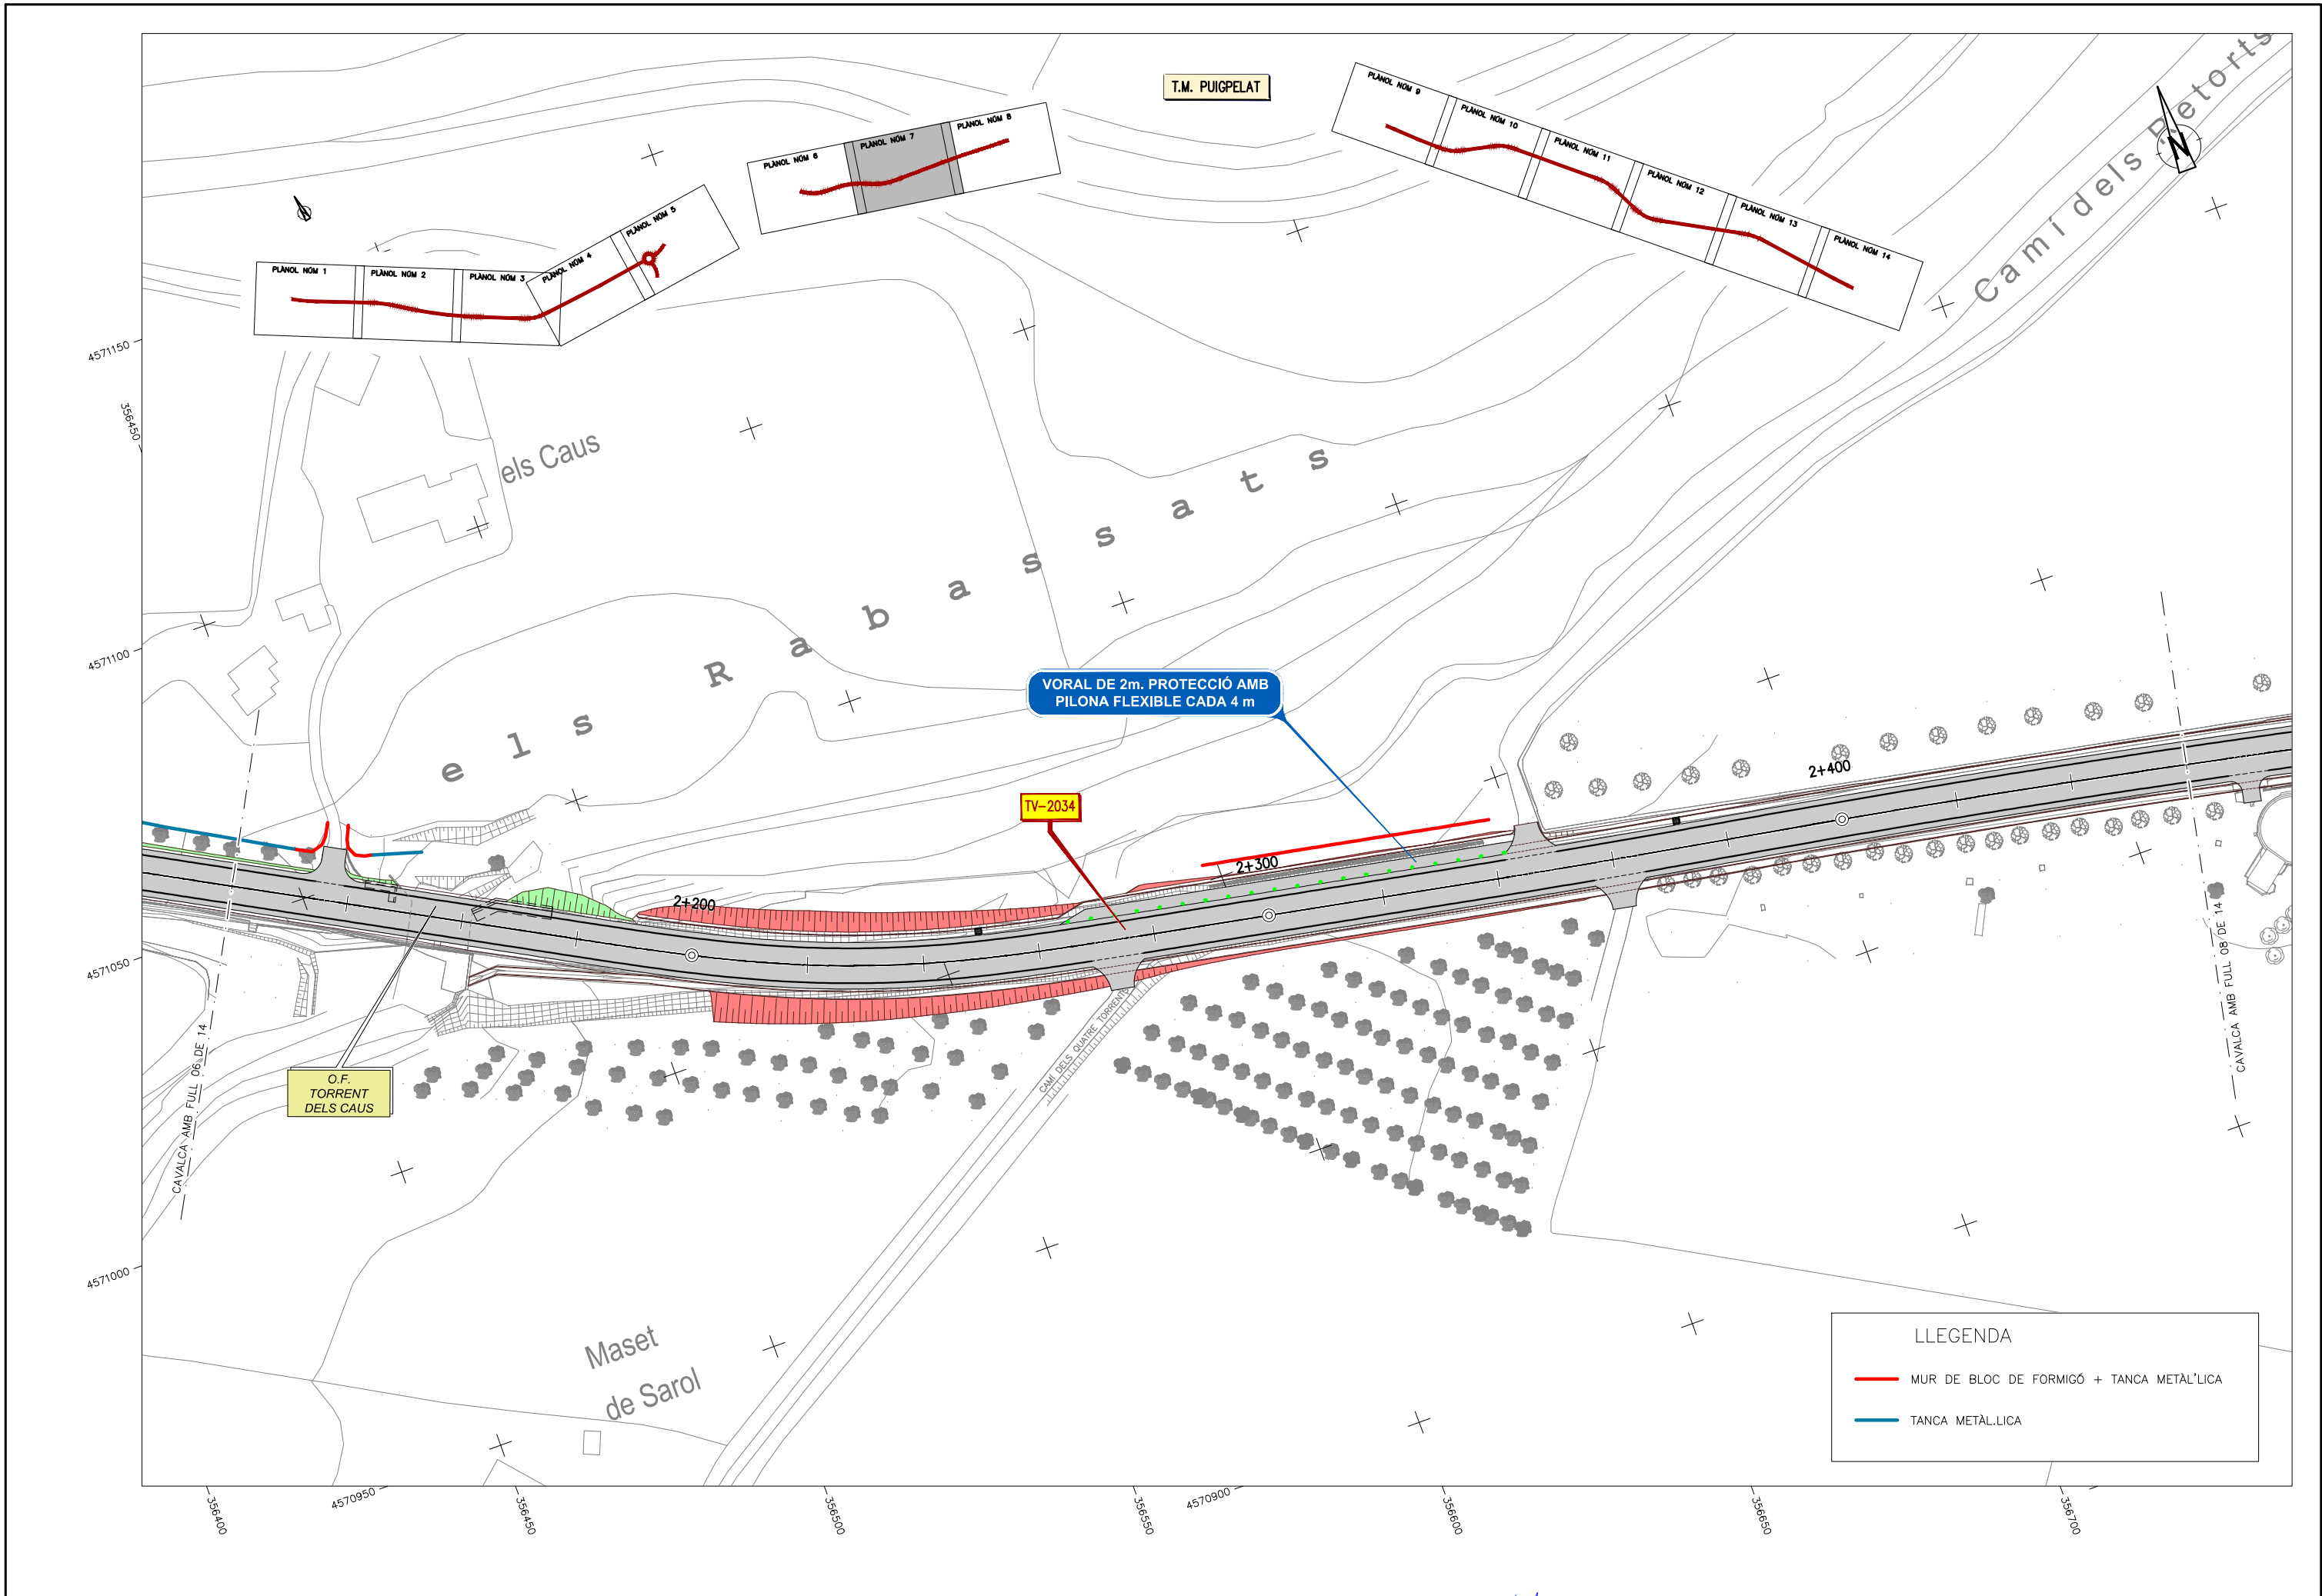 T.M. PUIGPELAT
PLÀNOL NÚM 1
PLÀNOL NÚM 2
PLÀNOL NÚM 3
PLÀNOL NÚM 4
PLÀNOL NÚM 5
PLÀNOL NÚM 6
PLÀNOL NÚM 7
PLÀNOL NÚM 8
PLÀNOL NÚM 9
PLÀNOL NÚM 10
PLÀNOL NÚM 11
PLÀNOL NÚM 12
PLÀNOL NÚM 13
PLÀNOL NÚM 14
N
Camí dels Retorts
4571150
356450
els Caus
els Rabassats
4571100
VORAL DE 2m. PROTECCIÓ AMB
PILONA FLEXIBLE CADA 4 m
TV-2034
2+200
2+300
2+400
4571050
CAVALCA AMB FULL 06 DE 14
CAVALCA AMB FULL 08 DE 14
O.F.
TORRENT
DELS CAUS
CAMÍ DELS QUATRE TORRENTS
4571000
Maset
de Sarol
LLEGENDA
MUR DE BLOC DE FORMIGÓ + TANCA METÀL'LICA
TANCA METÀL.LICA
356400
4570950
356450
356500
356550
4570900
356600
356650
356700